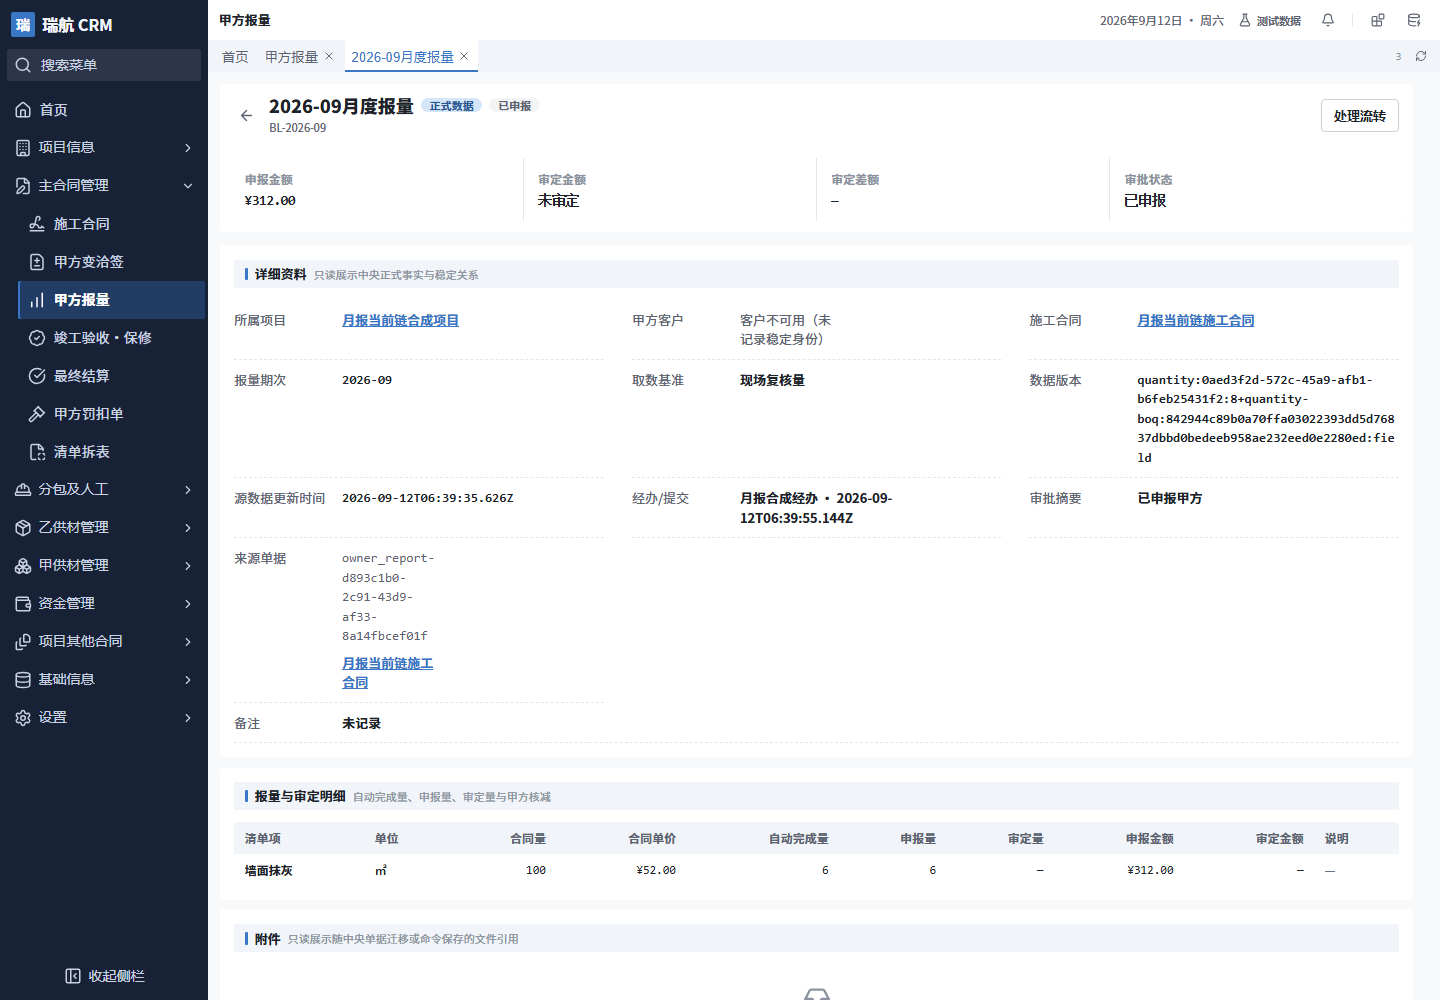 瑞 瑞航 CRM
搜索菜单
首页
项目信息
主合同管理
施工合同
甲方变洽签
甲方报量
竣工验收·保修
最终结算
甲方罚扣单
清单拆表
分包及人工
乙供材管理
甲供材管理
资金管理
项目其他合同
基础信息
设置
收起侧栏
甲方报量
2026年9月12日 · 周六 测试数据
首页 甲方报量 2026-09月度报量 3
2026-09月度报量 正式数据 已申报
BL-2026-09
处理流转
申报金额 审定金额 审定差额 审批状态
¥312.00 未审定 — 已申报
详细资料 只读展示中央正式事实与稳定关系
所属项目 月报当前链合成项目
甲方客户 客户不可用（未
记录稳定身份）
施工合同 月报当前链施工合同
报量期次 2026-09
取数基准 现场复核量
数据版本 quantity:0aed3f2d-572c-45a9-afb1-
b6feb25431f2:8+quantity-
boq:842944c89b0a70ffa03022393dd5d768
37dbbd0bedeeb958ae232eed0e2280ed:fie
ld
源数据更新时间 2026-09-12T06:39:35.626Z
经办/提交 月报合成经办 · 2026-09-
12T06:39:55.144Z
审批摘要 已申报甲方
来源单据 owner_report-
d893c1b0-
2c91-43d9-
af33-
8a14fbcef01f
月报当前链施工
合同
备注 未记录
报量与审定明细 自动完成量、申报量、审定量与甲方核减
清单项 单位 合同量 合同单价 自动完成量 申报量 审定量 申报金额 审定金额 说明
墙面抹灰 ㎡ 100 ¥52.00 6 6 — ¥312.00 — —
附件 只读展示随中央单据迁移或命令保存的文件引用